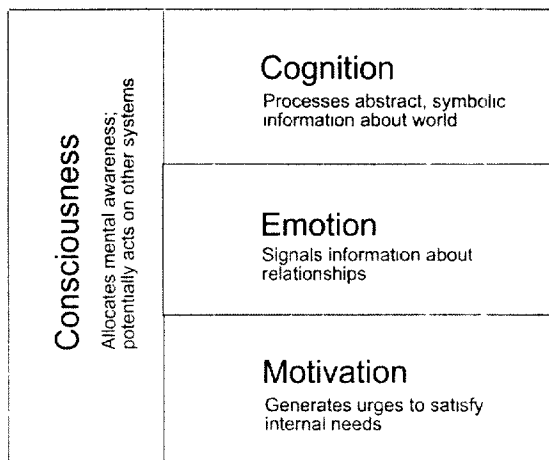 Consciousness
Allocates mental awareness;
potentially acts on other systems
Cognition
Processes abstract, symbolic
information about world
Emotion
Signals information about
relationships
Motivation
Generates urges to satisfy
internal needs